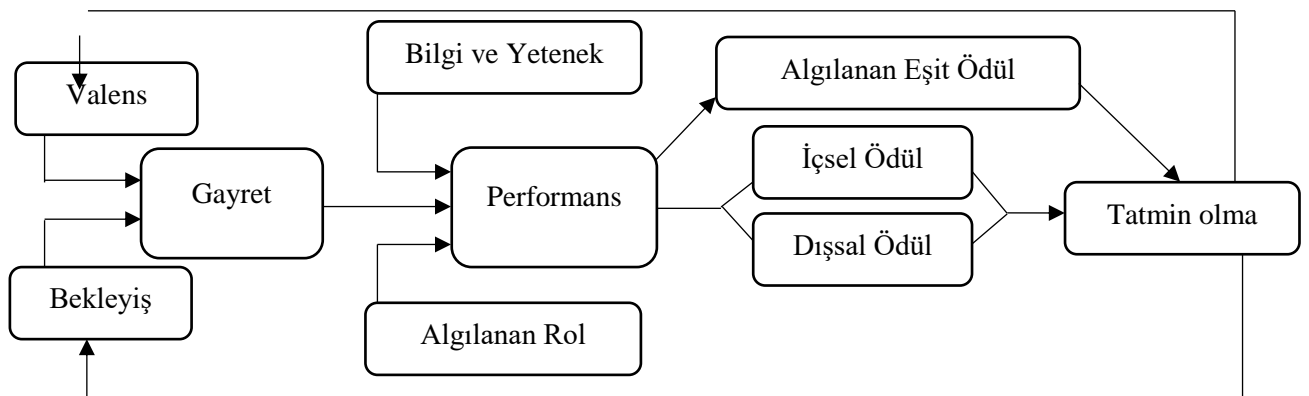 Valens
Bekleyiş
Gayret
Bilgi ve Yetenek
Performans
Algılanan Rol
Algılanan Eşit Ödül
İçsel Ödül
Dışsal Ödül
Tatmin olma